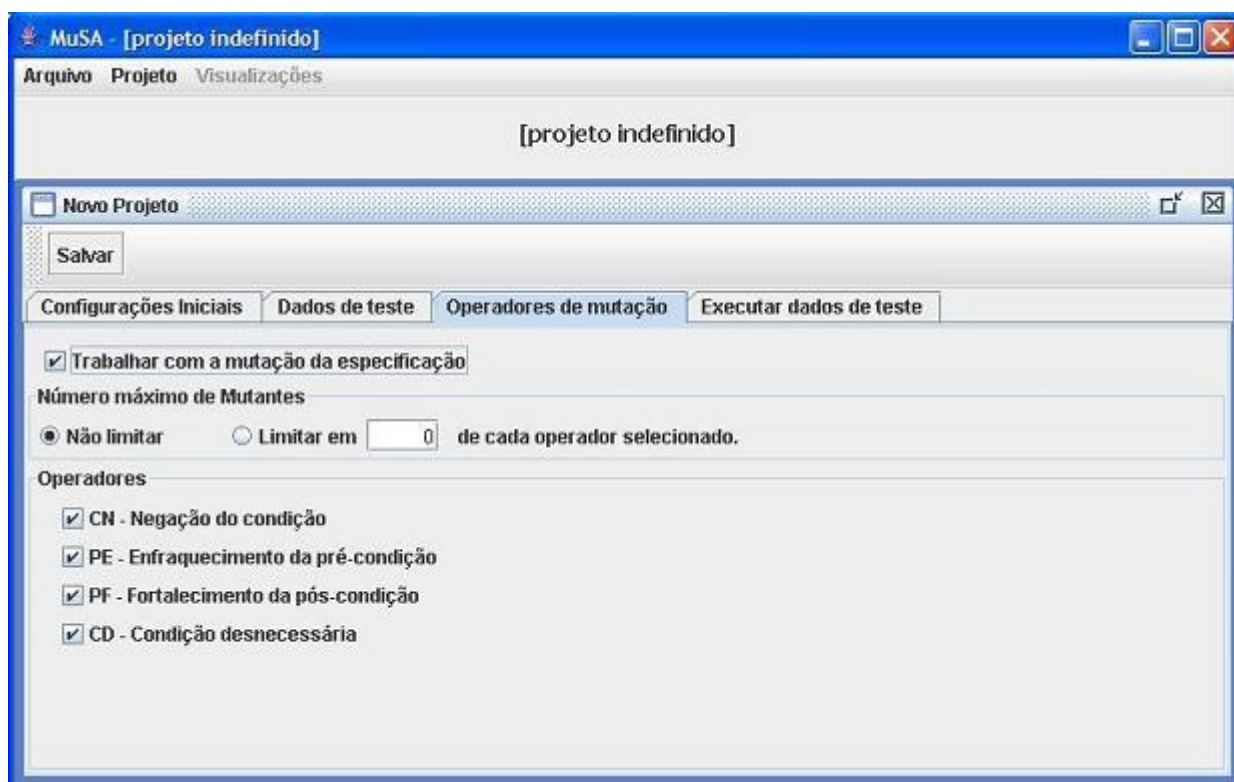 MuSA - [projeto indefinido]
Arquivo Projeto Visualizações
[projeto indefinido]
Novo Projeto
Salvar
Configurações Iniciais Dados de teste Operadores de mutação Executar dados de teste
Trabalhar com a mutação da especificação
Número máximo de Mutantes
Não limitar Limitar em 0 de cada operador selecionado.
Operadores
CN - Negação do condição
PE - Enfraquecimento da pré-condição
PF - Fortalecimento da pós-condição
CD - Condição desnecessária